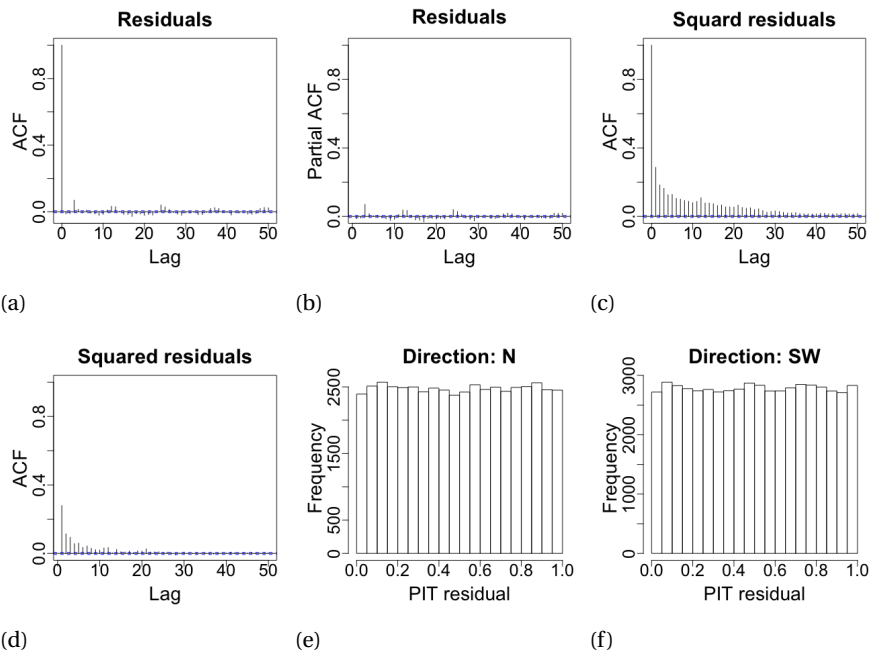 Residuals
ACF
0.0 0.4 0.8
0 10 20 30 40 50
Lag
(a)
Residuals
Partial ACF
0.0 0.4 0.8
0 10 20 30 40 50
Lag
(b)
Squard residuals
ACF
0.0 0.4 0.8
0 10 20 30 40 50
Lag
(c)
Squared residuals
ACF
0.0 0.4 0.8
0 10 20 30 40 50
Lag
(d)
Direction: N
Frequency
0 500 1500 2500
0.0 0.2 0.4 0.6 0.8 1.0
PIT residual
(e)
Direction: SW
Frequency
0 1000 2000 3000
0.0 0.2 0.4 0.6 0.8 1.0
PIT residual
(f)